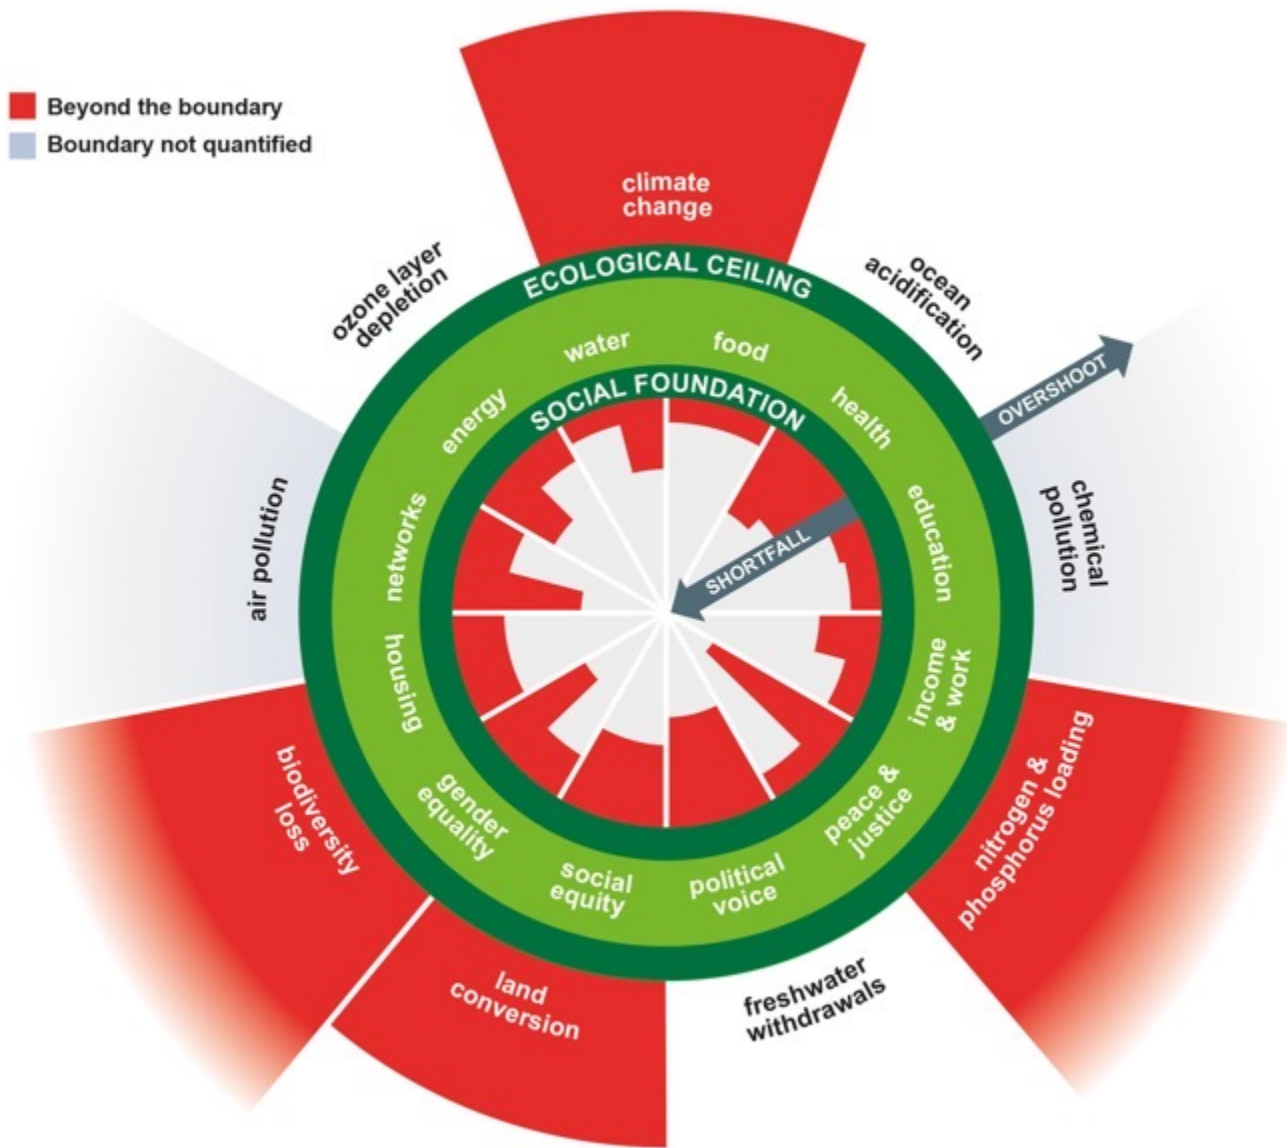 Beyond the boundary
Boundary not quantified
climate
change
ozone layer
depletion
ECOLOGICAL CEILING
ocean
acidification
water
food
OVERSHOOT
energy
SOCIAL FOUNDATION
health
air pollution
networks
SHORTFALL
education
chemical
pollution
housing
income
& work
biodiversity
loss
gender
equality
social
equity
political
voice
peace &
justice
nitrogen &
phosphorus loading
land
conversion
freshwater
withdrawals